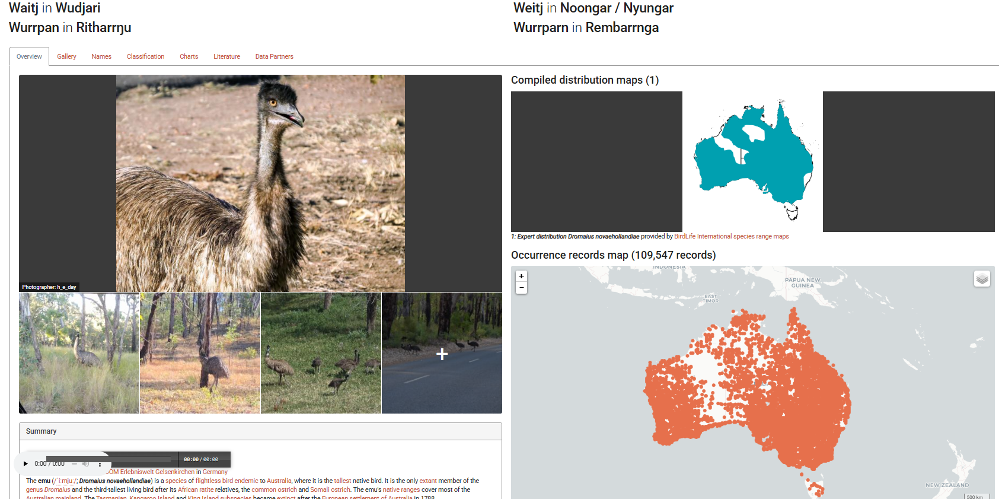 Waitj in Wudjari
Weitj in Noongar / Nyungar
Wurrpan in Ritharrŋu
Wurrparn in Rembarrnga
Overview
Gallery
Names
Classification
Charts
Literature
Data Partners
Photographer: h_e_day
+
Summary
0:00 / 0:00
00:00/00:00
OOM Erlebniswelt Gelsenkirchen in Germany
The emu (/ˈiːmjuː/; Dromaius novaehollandiae) is a species of flightless bird endemic to Australia, where it is the tallest native bird. It is the only extant member of the
genus Dromaius and the third-tallest living bird after its African ratite relatives, the common ostrich and Somali ostrich. The emu's native ranges cover most of the
Australian mainland. The Tasmanian, Kangaroo Island and King Island subspecies became extinct after the European settlement of Australia in 1788.
Compiled distribution maps (1)
1: Expert distribution Dromaius novaehollandiae provided by BirdLife International species range maps
Occurrence records map (109,547 records)
+
−
INDONESIA
PAPUA NEW
GUINEA
EAST
TIMOR
NEW ZEALAND
500 km